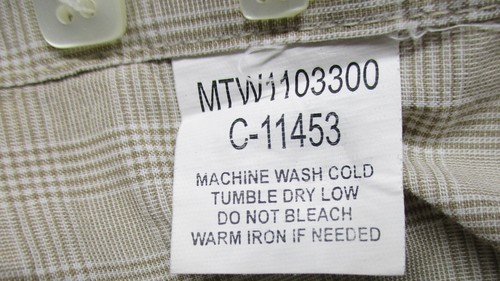 MTW1103300
C-11453
MACHINE WASH COLD
TUMBLE DRY LOW
DO NOT BLEACH
WARM IRON IF NEEDED